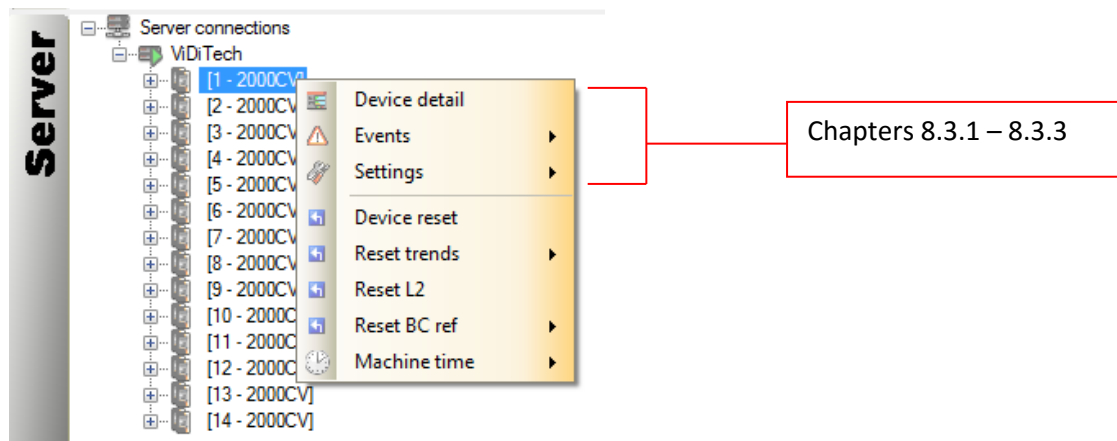 Server
Server connections
ViDiTech
[1 - 2000CV]
[2 - 2000CV
[3 - 2000CV
[4 - 2000CV
[5 - 2000CV
[6 - 2000CV
[7 - 2000CV
[8 - 2000CV
[9 - 2000CV
[10 - 2000C
[11 - 2000C
[12 - 2000C
[13 - 2000CV]
[14 - 2000CV]
Device detail
Events
Settings
Device reset
Reset trends
Reset L2
Reset BC ref
Machine time
Chapters 8.3.1 – 8.3.3